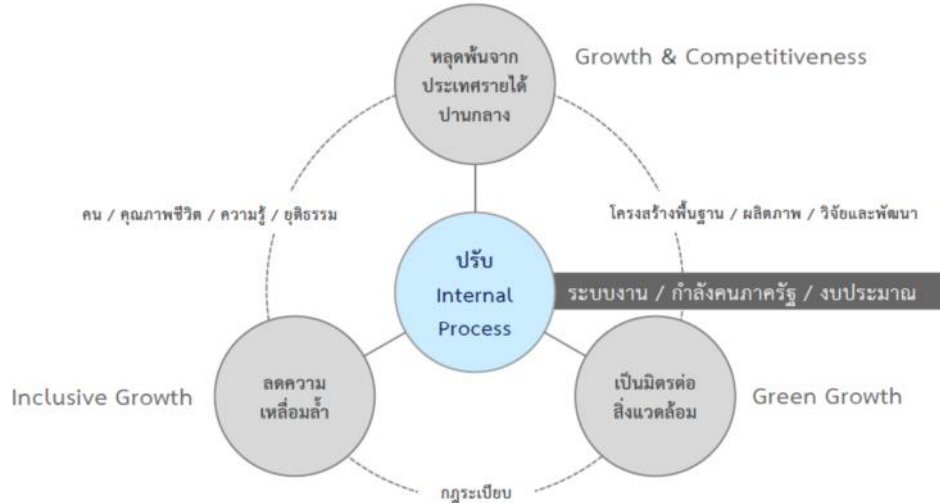 หลุดพ้นจาก
ประเทศรายได้
ปานกลาง
Growth & Competitiveness
คน / คุณภาพชีวิต / ความรู้ / ยุติธรรม
โครงสร้างพื้นฐาน / ผลิตภาพ / วิจัยและพัฒนา
ปรับ
Internal
Process
ระบบงาน / กำลังคนภาครัฐ / งบประมาณ
Inclusive Growth
ลดความ
เหลื่อมล้ำ
เป็นมิตรต่อ
สิ่งแวดล้อม
Green Growth
กฎระเบียบ